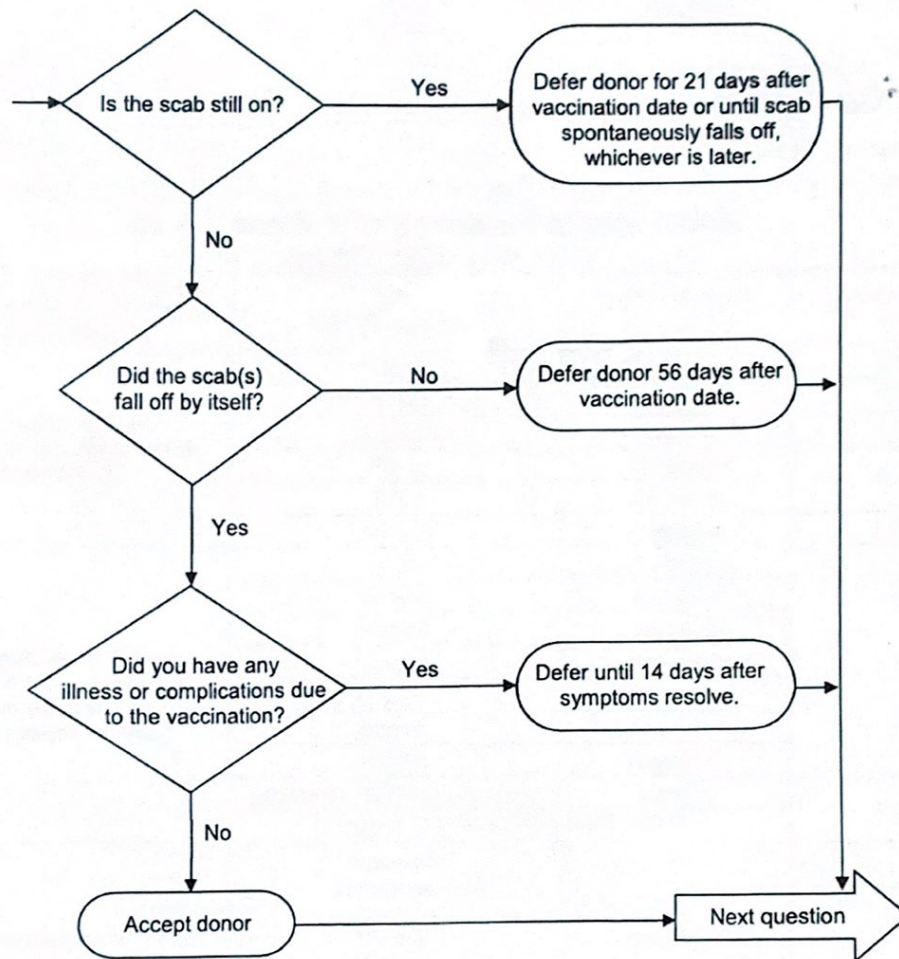 Is the scab still on?
Yes
Defer donor for 21 days after
vaccination date or until scab
spontaneously falls off,
whichever is later.
No
Did the scab(s)
fall off by itself?
No
Defer donor 56 days after
vaccination date.
Yes
Did you have any
illness or complications due
to the vaccination?
Yes
Defer until 14 days after
symptoms resolve.
No
Accept donor
Next question